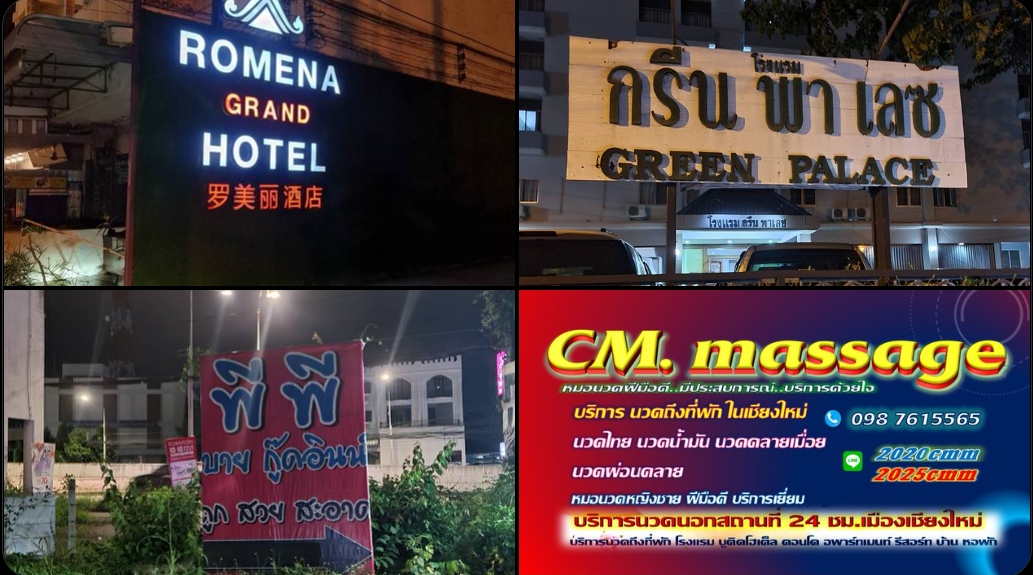 ROMENA
GRAND
HOTEL
罗美丽酒店
โรงแรม
กรีน พา เลซ
GREEN PALACE
โรงแรม กรีน พาเลซ
พี พี
บาย กู๊ดอินน์
ถูก สวย สะอาด
CM. massage
หมอนวดฝีมือดี..มีประสบการณ์..บริการด้วยใจ
บริการ นวดถึงที่พัก ในเชียงใหม่
098 7615565
นวดไทย นวดน้ำมัน นวดคลายเมื่อย
LINE
2020cmm
2025cmm
นวดผ่อนคลาย
หมอนวดหญิงชาย ฝีมือดี บริการเยี่ยม
บริการนวดนอกสถานที่ 24 ชม.เมืองเชียงใหม่
บริการนวดถึงที่พัก โรงแรม บูติคโฮเต็ล คอนโด อพาร์ทเมนท์ รีสอร์ท บ้าน หอพัก